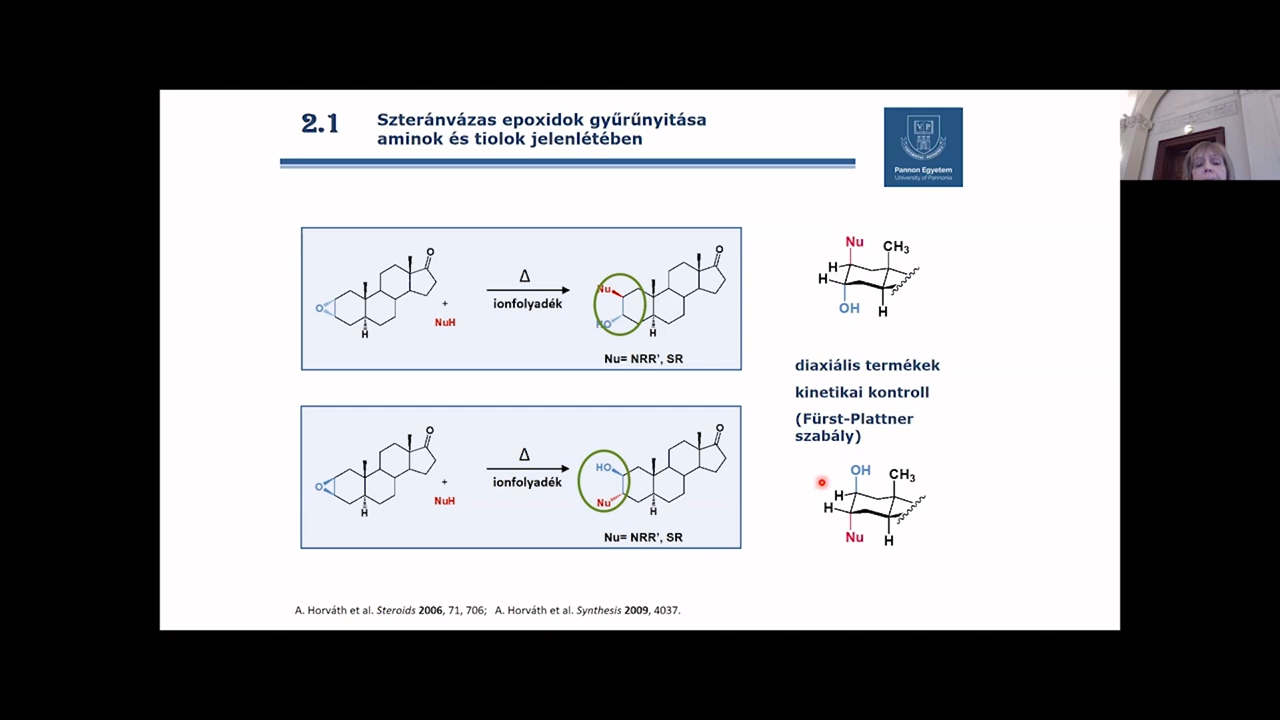 2.1
Szteránvázas epoxidok gyűrűnyitása
aminok és tiolok jelenlétében
VP
Pannon Egyetem
University of Pannonia
O
O
H
+
NuH
Δ
ionfolyadék
Nu
HO
H
O
Nu= NRR', SR
Nu
CH3
H
H
OH
H
diaxiális termékek
kinetikai kontroll
(Fürst-Plattner
szabály)
O
O
H
+
NuH
Δ
ionfolyadék
HO
Nu
H
O
Nu= NRR', SR
OH
CH3
H
H
Nu
H
A. Horváth et al. Steroids 2006, 71, 706; A. Horváth et al. Synthesis 2009, 4037.